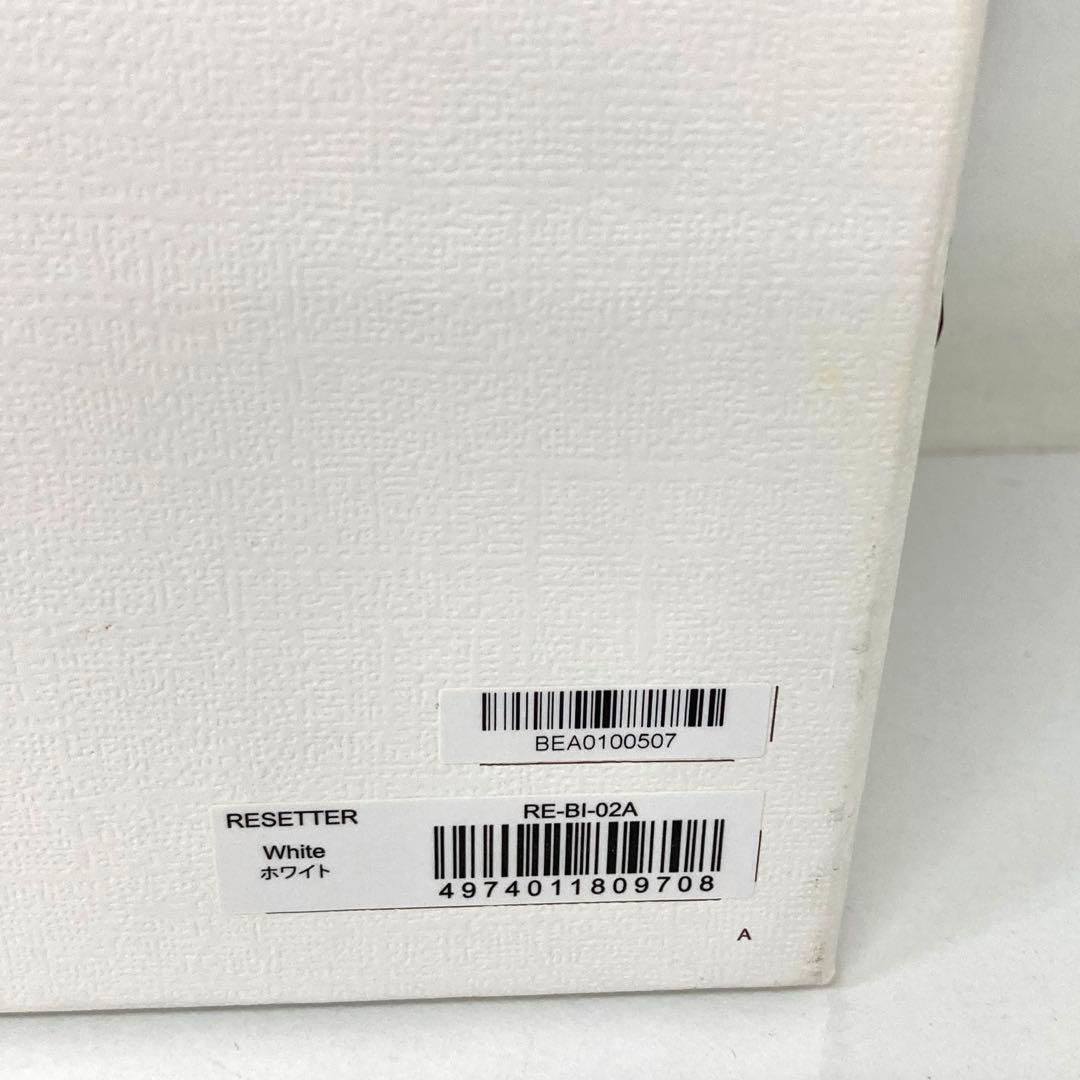 BEA0100507
RESETTER
RE-BI-02A
White
ホワイト
4974011809708
A